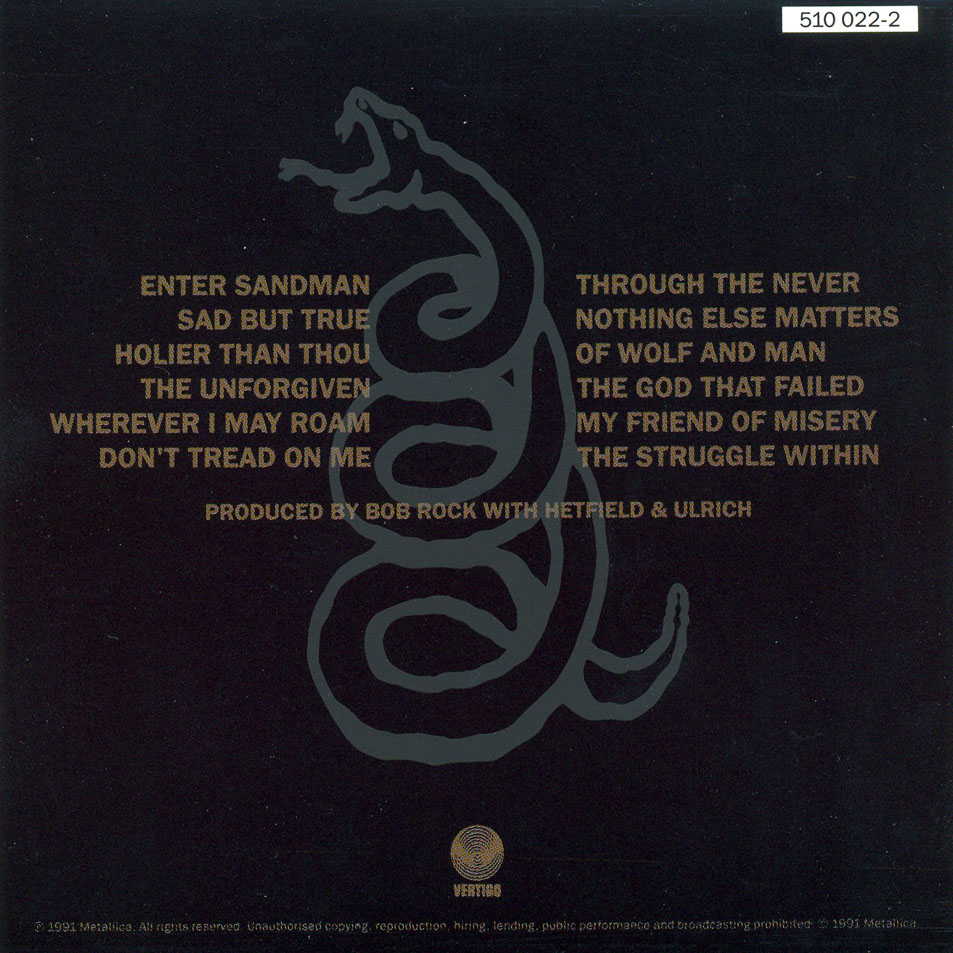 510 022-2
ENTER SANDMAN
SAD BUT TRUE
HOLIER THAN THOU
THE UNFORGIVEN
WHEREVER I MAY ROAM
DON'T TREAD ON ME
THROUGH THE NEVER
NOTHING ELSE MATTERS
OF WOLF AND MAN
THE GOD THAT FAILED
MY FRIEND OF MISERY
THE STRUGGLE WITHIN
PRODUCED BY BOB ROCK WITH HETFIELD & ULRICH
VERTIGO
℗ 1991 Metallica. All rights reserved. Unauthorised copying, reproduction, hiring, lending, public performance and broadcasting prohibited. © 1991 Metallica